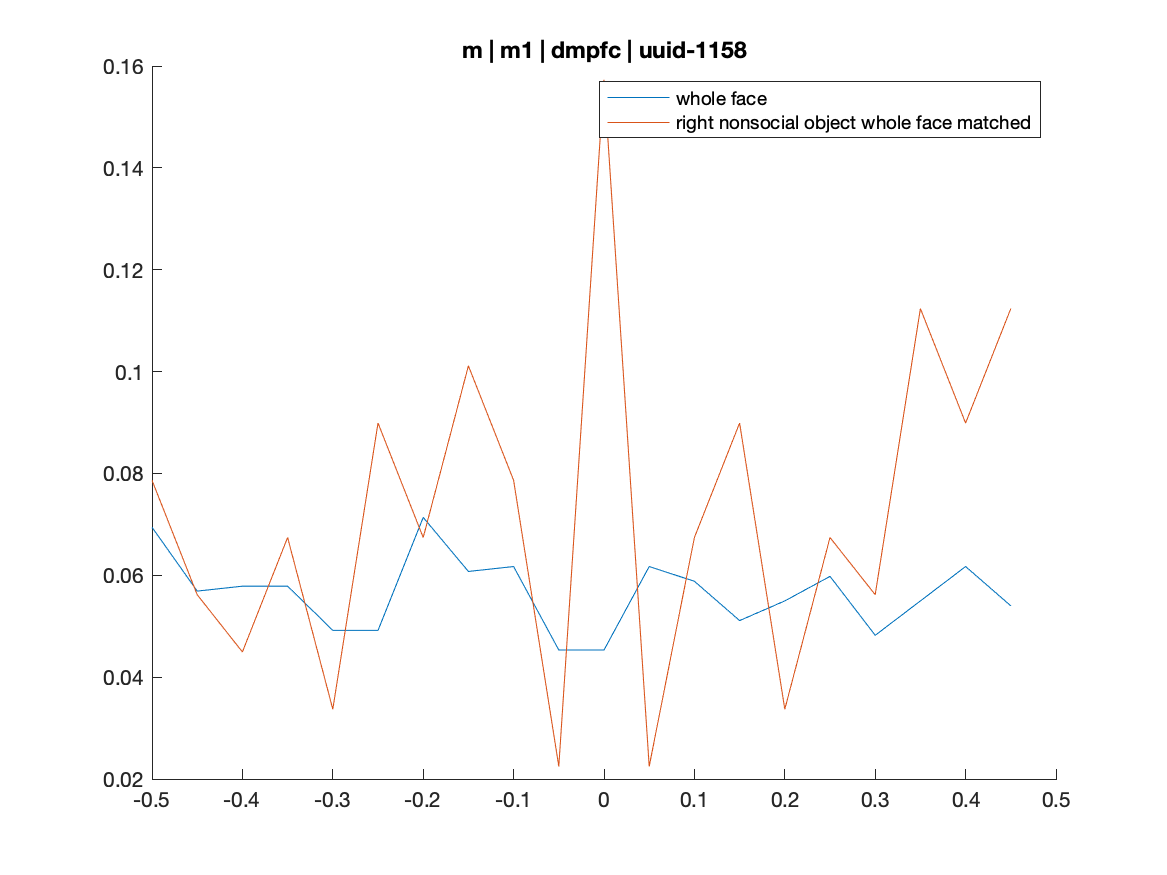 m | m1 | dmpfc | uuid-1158
0.16
whole face
right nonsocial object whole face matched
0.14
0.12
0.1
0.08
0.06
0.04
0.02
-0.5 -0.4 -0.3 -0.2 -0.1 0 0.1 0.2 0.3 0.4 0.5